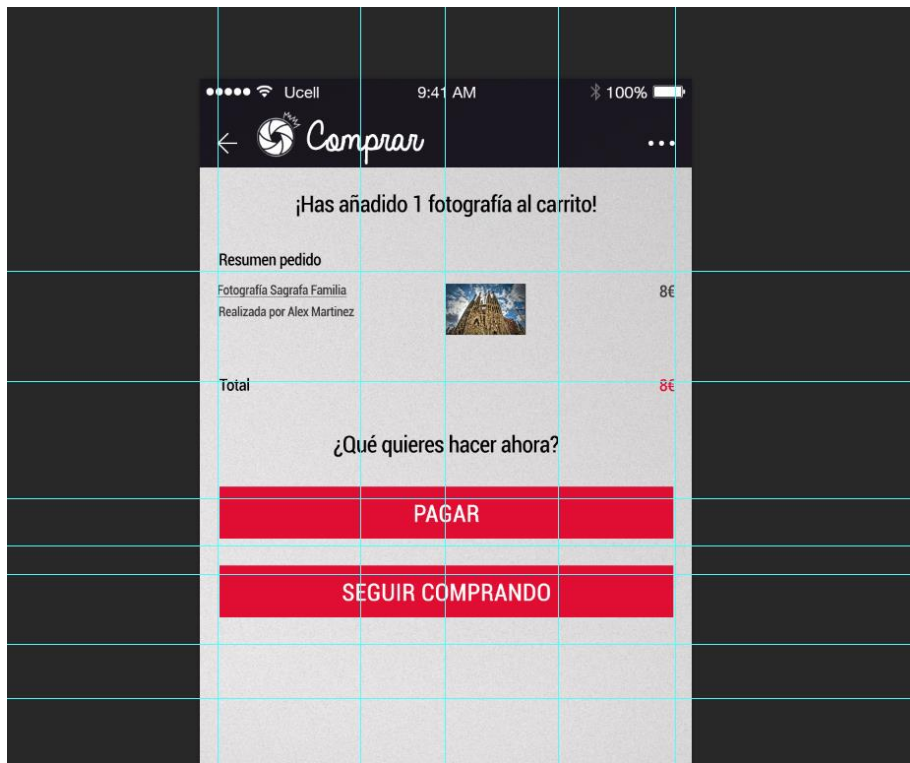 Ucell 9:41 AM 100%
Comprar
¡Has añadido 1 fotografía al carrito!
Resumen pedido
Fotografía Sagrafa Familia 8€
Realizada por Alex Martinez
Total 8€
¿Qué quieres hacer ahora?
PAGAR
SEGUIR COMPRANDO